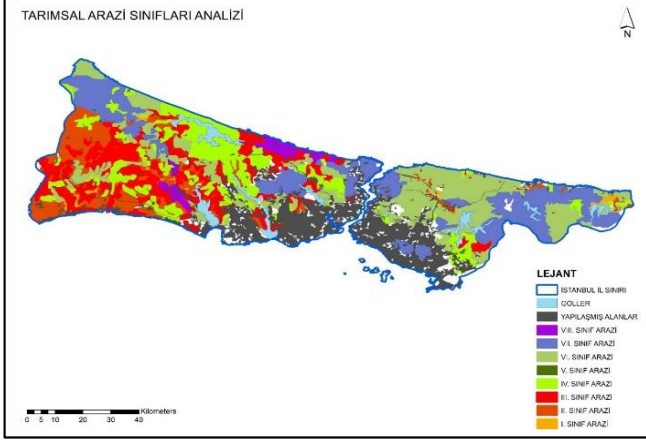 TARIMSAL ARAZİ SINIFLARI ANALİZİ
N
LEJANT
İSTANBUL İL SINIRI
GÖLLER
YAPILAŞMIŞ ALANLAR
VIII. SINIF ARAZİ
VII. SINIF ARAZİ
VI. SINIF ARAZİ
V. SINIF ARAZİ
IV. SINIF ARAZİ
III. SINIF ARAZİ
II. SINIF ARAZİ
I. SINIF ARAZİ
Kilometers
0 5 10 20 30 40